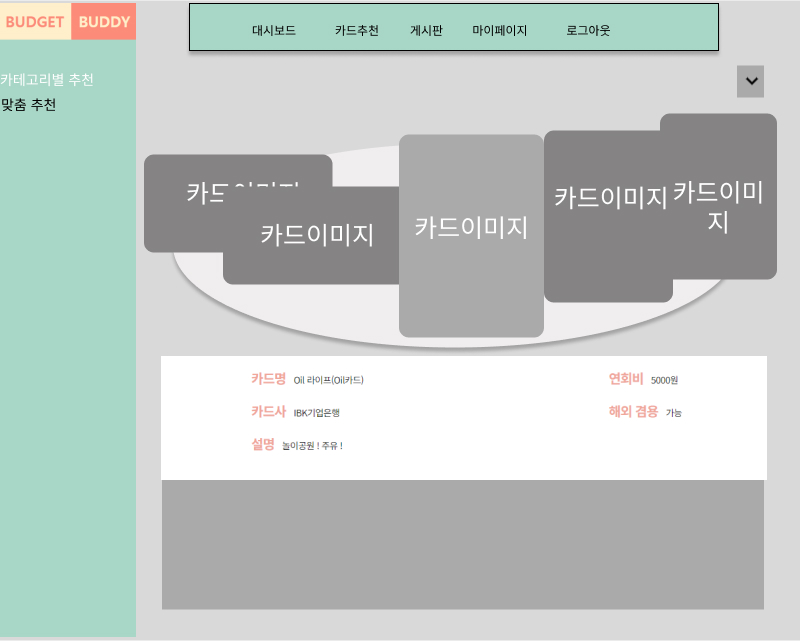 BUDGET BUDDY
대시보드 카드추천 게시판 마이페이지 로그아웃
카테고리별 추천
맞춤 추천
카드이미지
카드이미지
카드이미지
카드이미지
카드이미
지
카드명 Oil 라이프(Oil카드) 연회비 5000원
카드사 IBK기업은행 해외 겸용 가능
설명 놀이공원 ! 주유 !